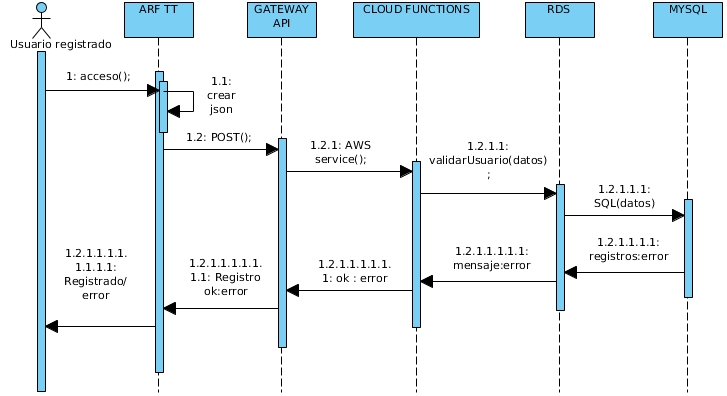 ARF TT
GATEWAY
API
CLOUD FUNCTIONS
RDS
MYSQL
Usuario registrado
1: acceso();
1.1:
crear
json
1.2: POST();
1.2.1: AWS
service();
1.2.1.1:
validarUsuario(datos)
;
1.2.1.1.1:
SQL(datos)
1.2.1.1.1.1:
registros:error
1.2.1.1.1.1.1:
mensaje:error
1.2.1.1.1.1.1.
1: ok : error
1.2.1.1.1.1.1.
1.1: Registro
ok:error
1.2.1.1.1.1.
1.1.1.1:
Registrado/
error